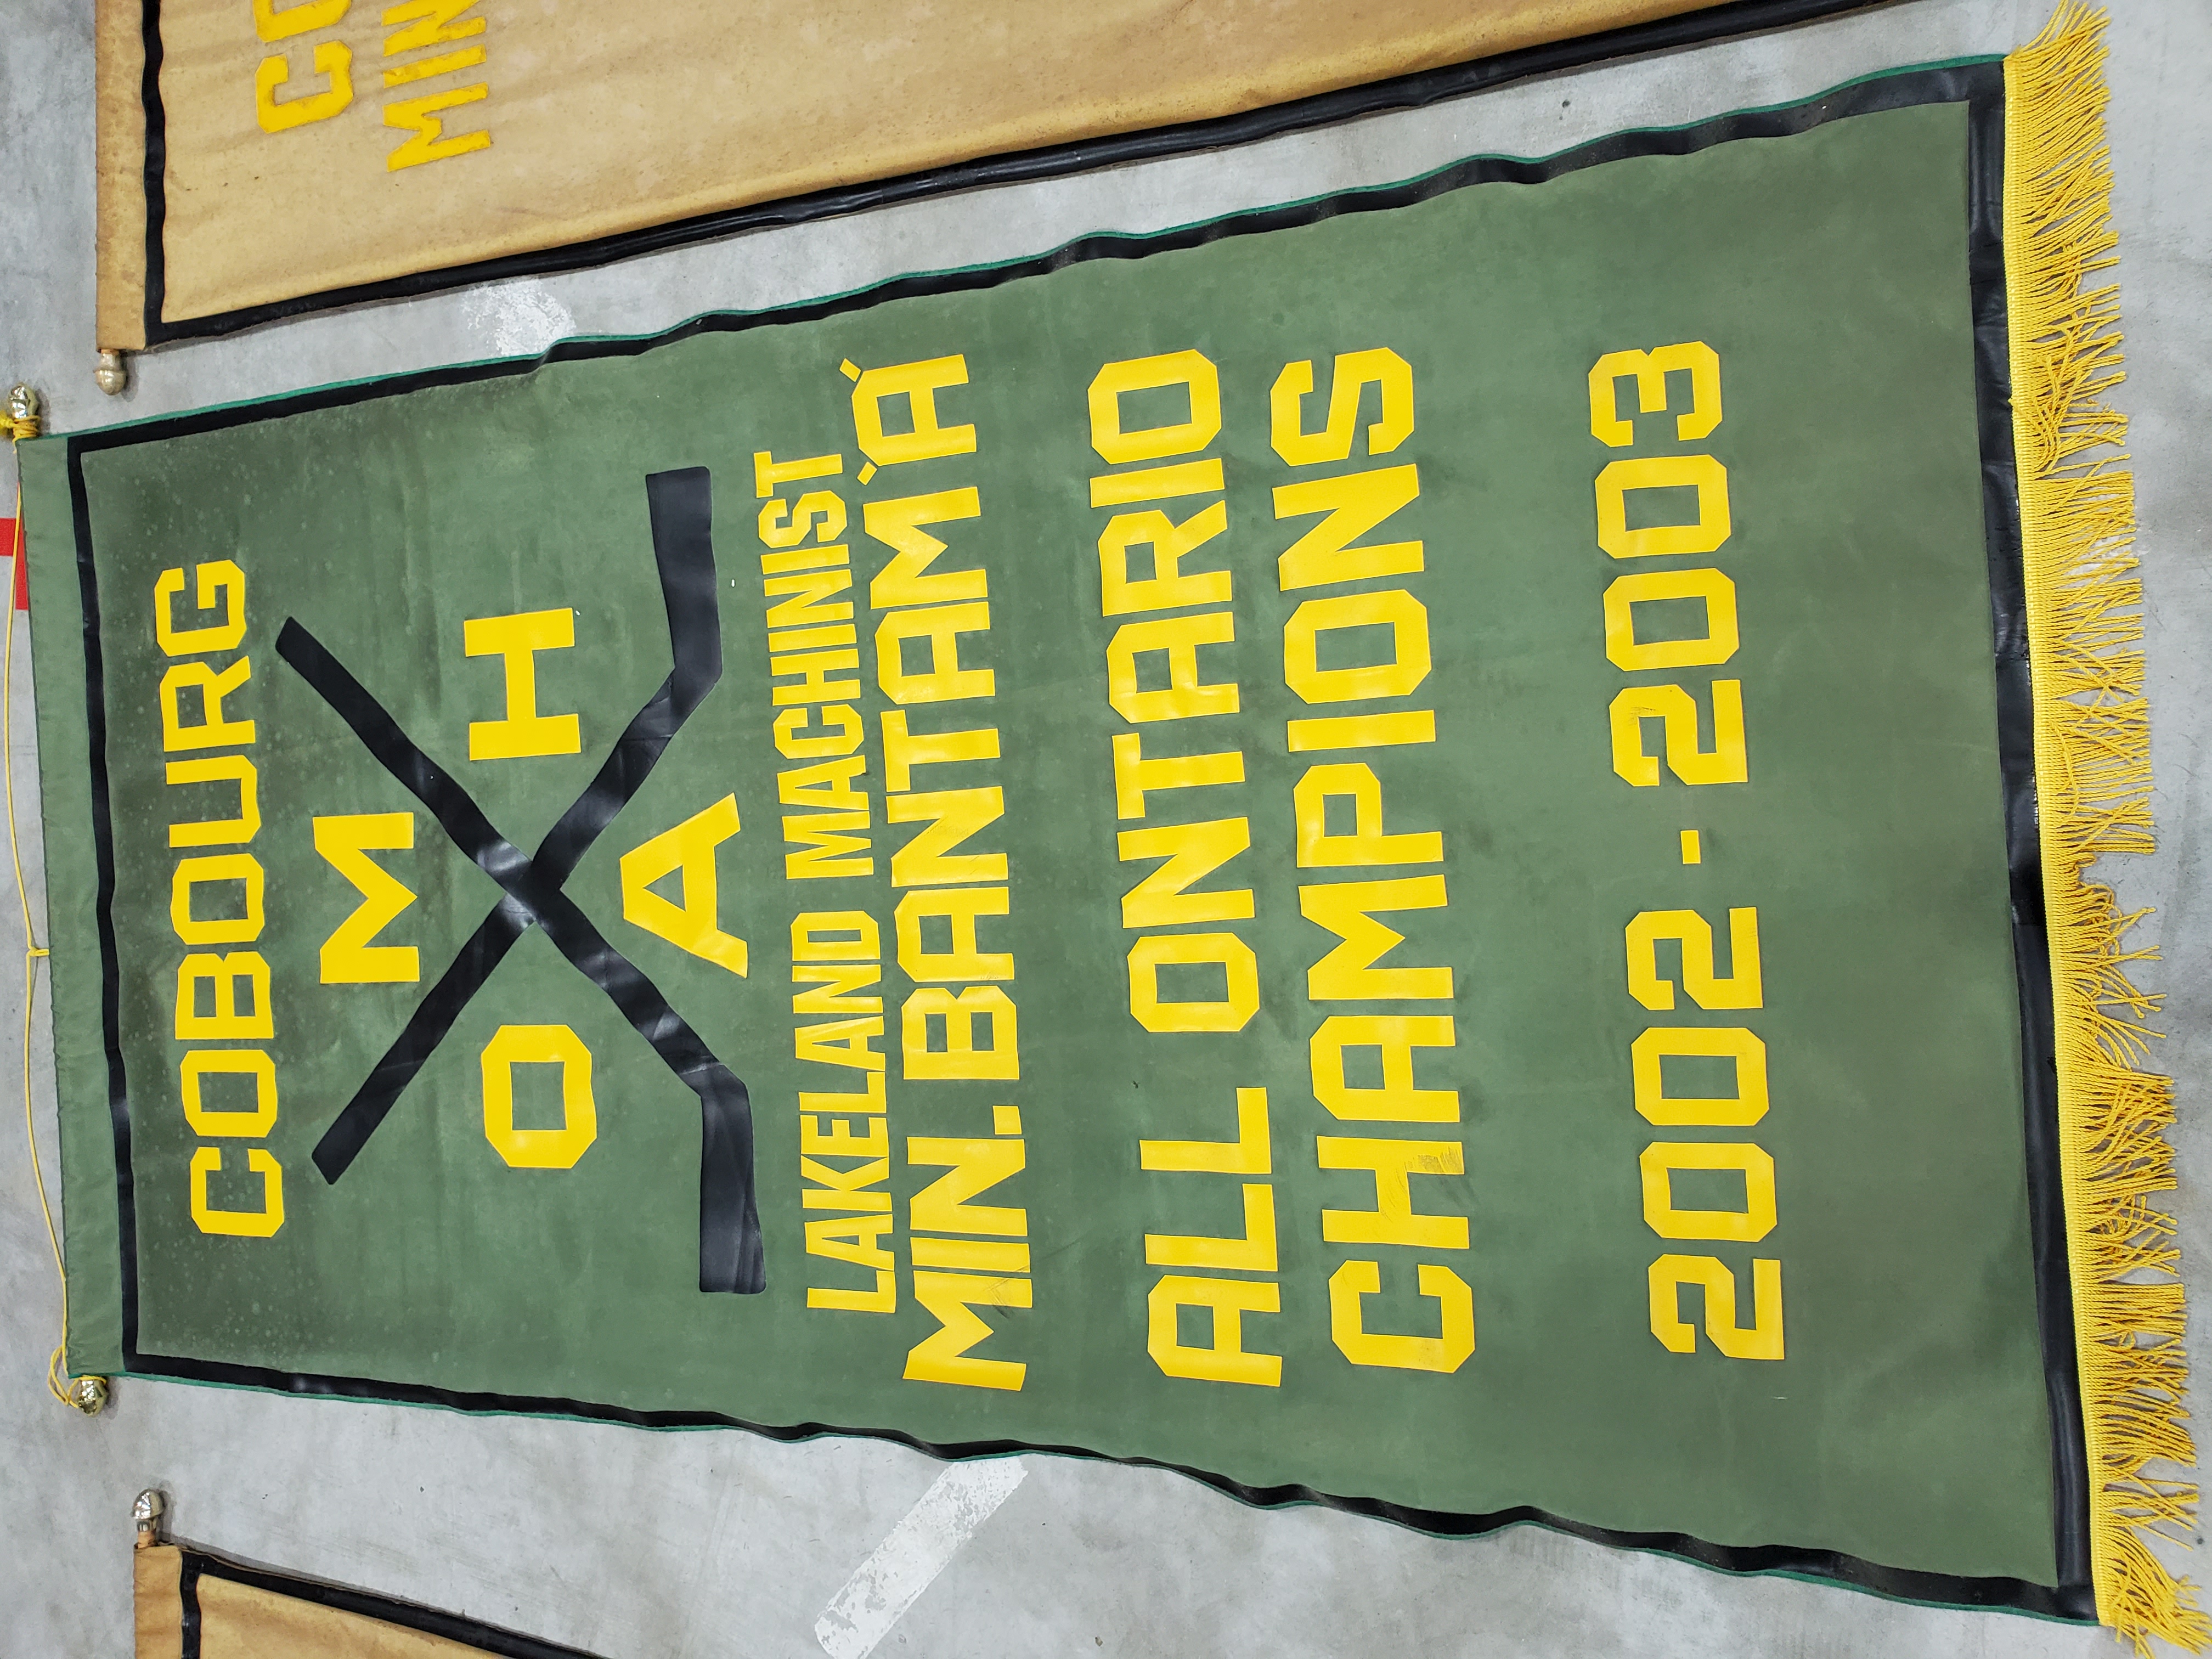 COBOURG
M
O H
A
LAKELAND MACHINIST
MIN. BANTAM 'A'
ALL ONTARIO
CHAMPIONS
2002 - 2003